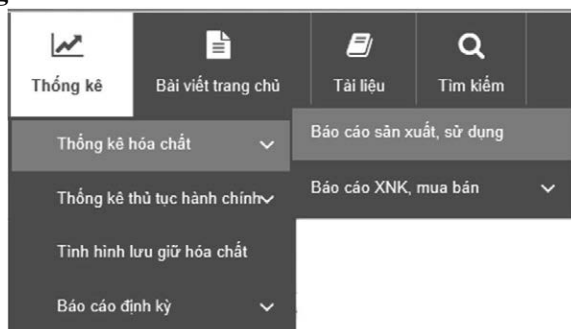 Thống kê
Bài viết trang chủ
Tài liệu
Tìm kiếm
Thống kê hóa chất
Báo cáo sản xuất, sử dụng
Thống kê thủ tục hành chính
Báo cáo XNK, mua bán
Tình hình lưu giữ hóa chất
Báo cáo định kỳ